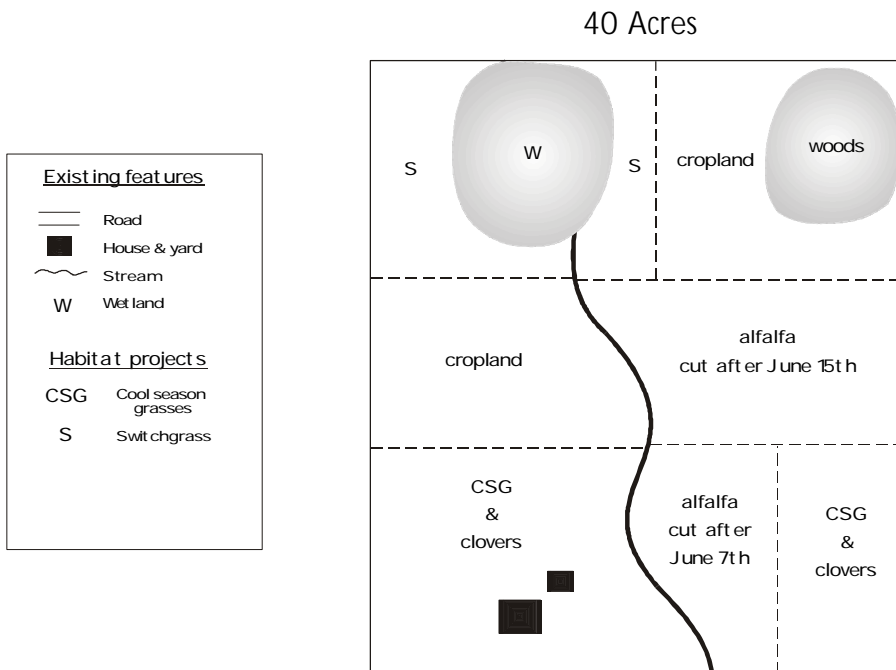 40 Acres
Existing features
Road
House & yard
Stream
W Wetland
Habitat projects
CSG Cool season
grasses
S Switchgrass
S
W
S
cropland
woods
cropland
alfalfa
cut after June 15th
CSG
&
clovers
alfalfa
cut after
June 7th
CSG
&
clovers